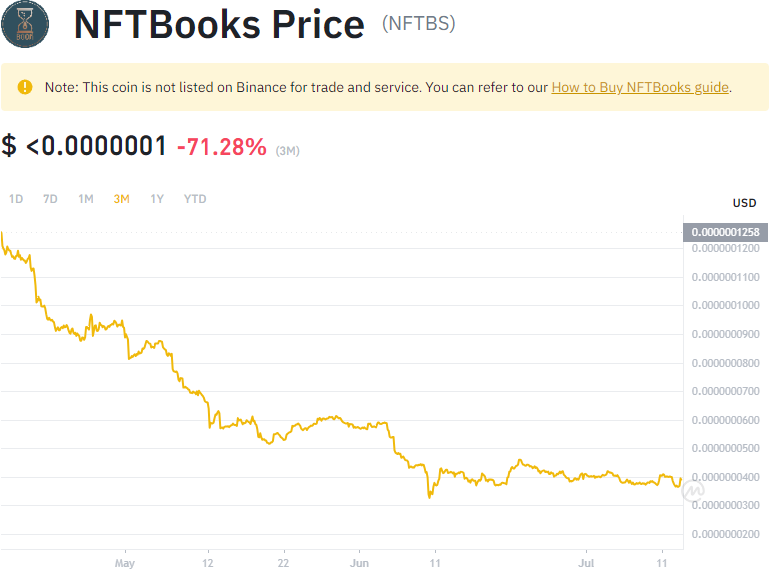 NFTBooks Price (NFTBS)
Note: This coin is not listed on Binance for trade and service. You can refer to our How to Buy NFTBooks guide.
$ <0.0000001 -71.28% (3M)
1D 7D 1M 3M 1Y YTD
USD
0.0000001258
0.0000001200
0.0000001100
0.0000001000
0.0000000900
0.0000000800
0.0000000700
0.0000000600
0.0000000500
0.0000000400
0.0000000300
0.0000000200
May 12 22 Jun 11 Jul 11